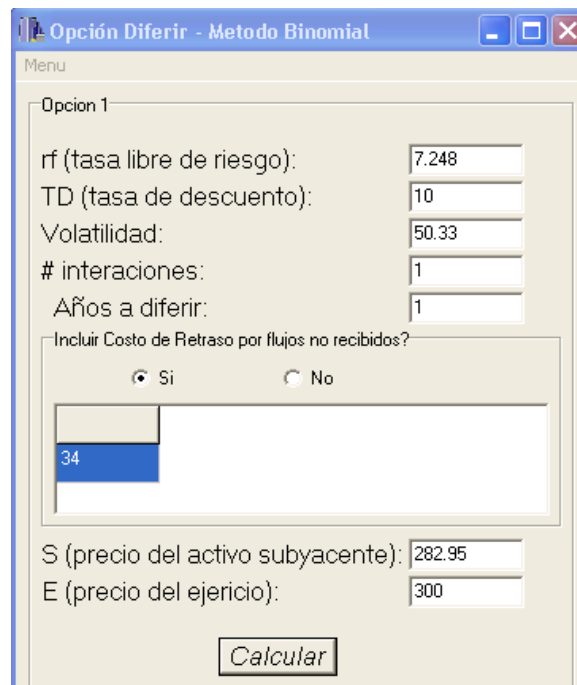 Opción Diferir - Metodo Binomial
Menu
Opcion 1
rf (tasa libre de riesgo): 7.248
TD (tasa de descuento): 10
Volatilidad: 50.33
# interaciones: 1
Años a diferir: 1
Incluir Costo de Retraso por flujos no recibidos?
Si No
34
S (precio del activo subyacente): 282.95
E (precio del ejericio): 300
Calcular